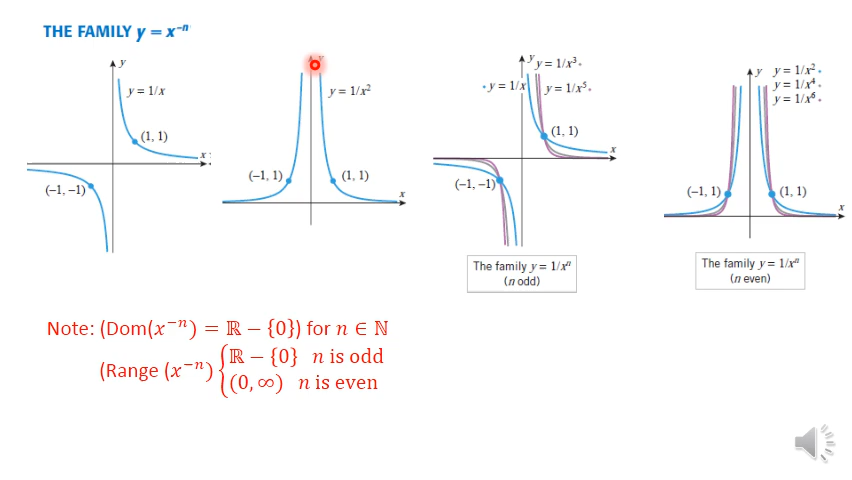 THE FAMILY y = x⁻ⁿ
y
y = 1/x
(1, 1)
x
(−1, −1)
y = 1/x²
(−1, 1)
(1, 1)
x
y
y = 1/x³
y = 1/x
y = 1/x⁵
(1, 1)
x
(−1, −1)
The family y = 1/xⁿ
(n odd)
y
y = 1/x²
y = 1/x⁴
y = 1/x⁶
(−1, 1)
(1, 1)
x
The family y = 1/xⁿ
(n even)
Note: (Dom(x⁻ⁿ) = ℝ − {0}) for n ∈ ℕ
(Range (x⁻ⁿ) { ℝ − {0} n is odd
(0, ∞) n is even